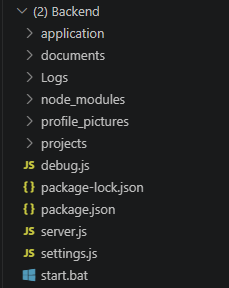 (2) Backend
application
documents
Logs
node_modules
profile_pictures
projects
JS debug.js
{} package-lock.json
{} package.json
JS server.js
JS settings.js
start.bat